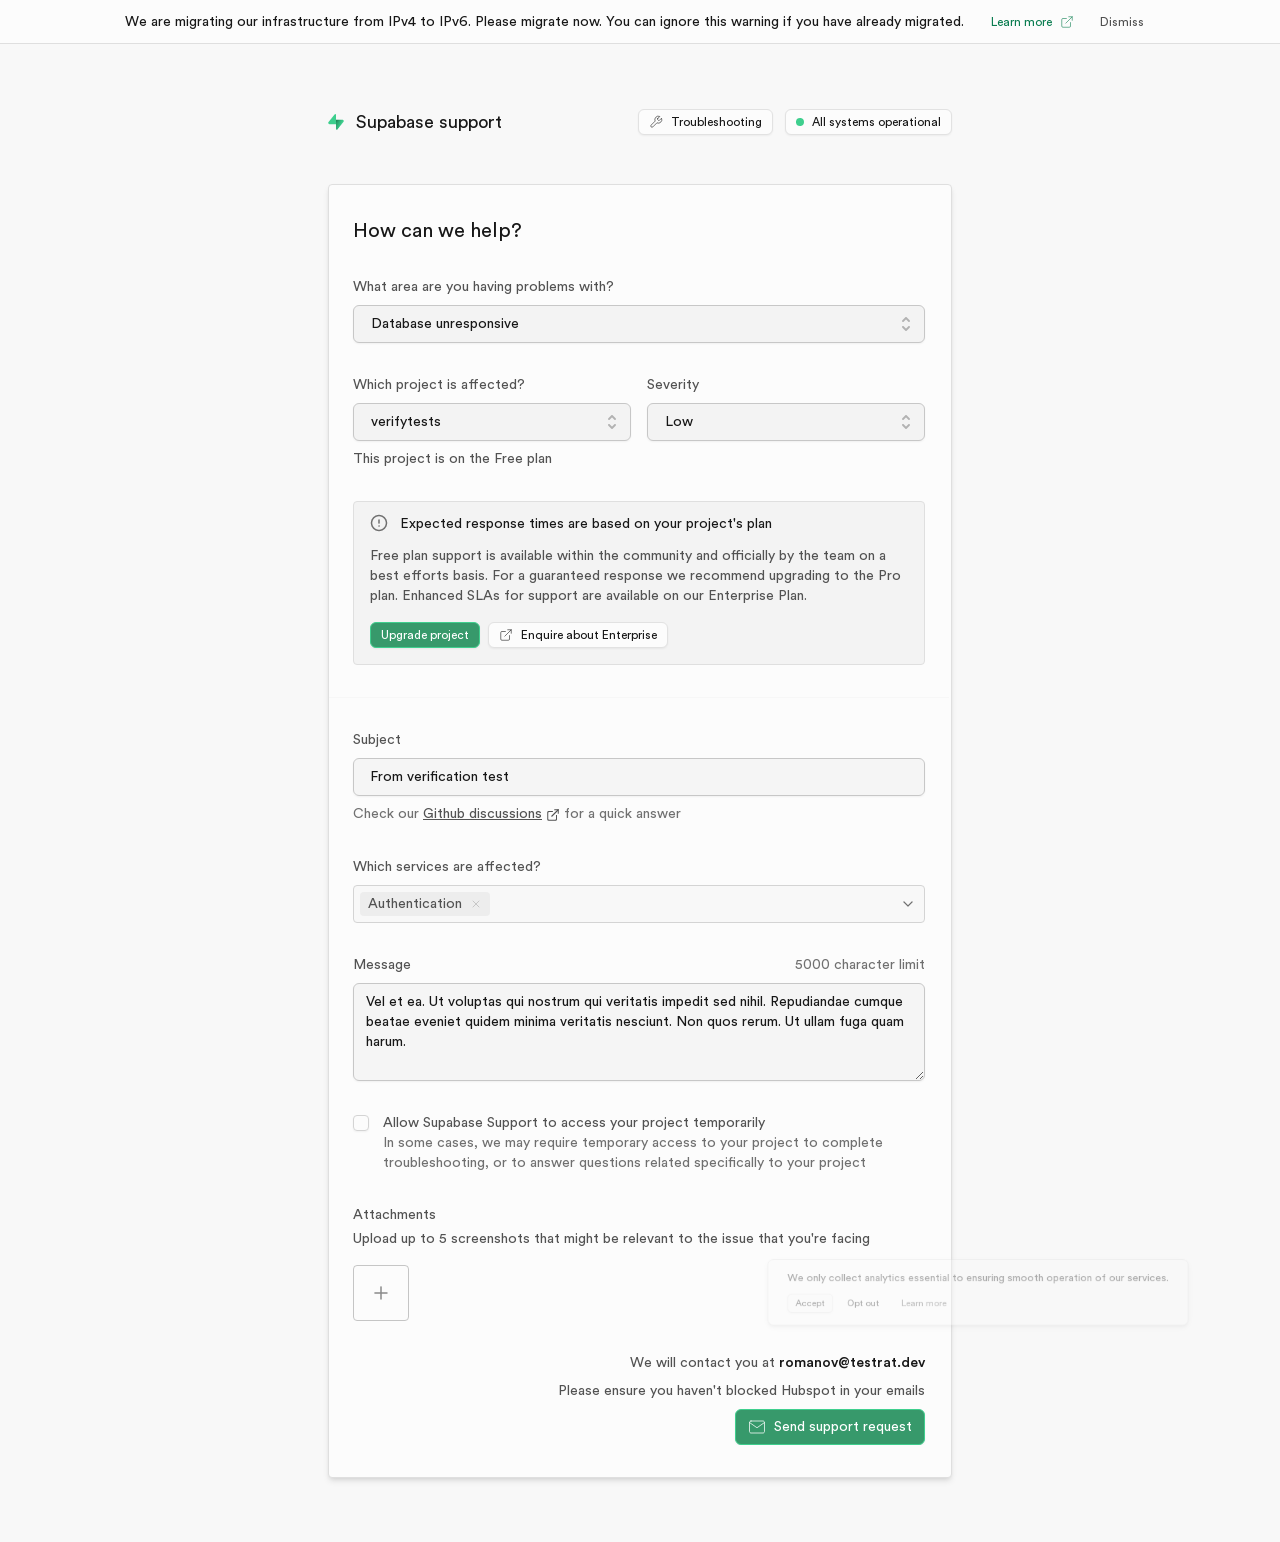 We are migrating our infrastructure from IPv4 to IPv6. Please migrate now. You can ignore this warning if you have already migrated. Learn more Dismiss
Supabase support
Troubleshooting
All systems operational
How can we help?
What area are you having problems with?
Database unresponsive
Which project is affected?
Severity
verifytests
Low
This project is on the Free plan
Expected response times are based on your project's plan
Free plan support is available within the community and officially by the team on a
best efforts basis. For a guaranteed response we recommend upgrading to the Pro
plan. Enhanced SLAs for support are available on our Enterprise Plan.
Upgrade project
Enquire about Enterprise
Subject
From verification test
Check our Github discussions for a quick answer
Which services are affected?
Authentication
Message
5000 character limit
Vel et ea. Ut voluptas qui nostrum qui veritatis impedit sed nihil. Repudiandae cumque
beatae eveniet quidem minima veritatis nesciunt. Non quos rerum. Ut ullam fuga quam
harum.
Allow Supabase Support to access your project temporarily
In some cases, we may require temporary access to your project to complete
troubleshooting, or to answer questions related specifically to your project
Attachments
Upload up to 5 screenshots that might be relevant to the issue that you're facing
We only collect analytics essential to ensuring smooth operation of our services.
Accept Opt out Learn more
We will contact you at romanov@testrat.dev
Please ensure you haven't blocked Hubspot in your emails
Send support request